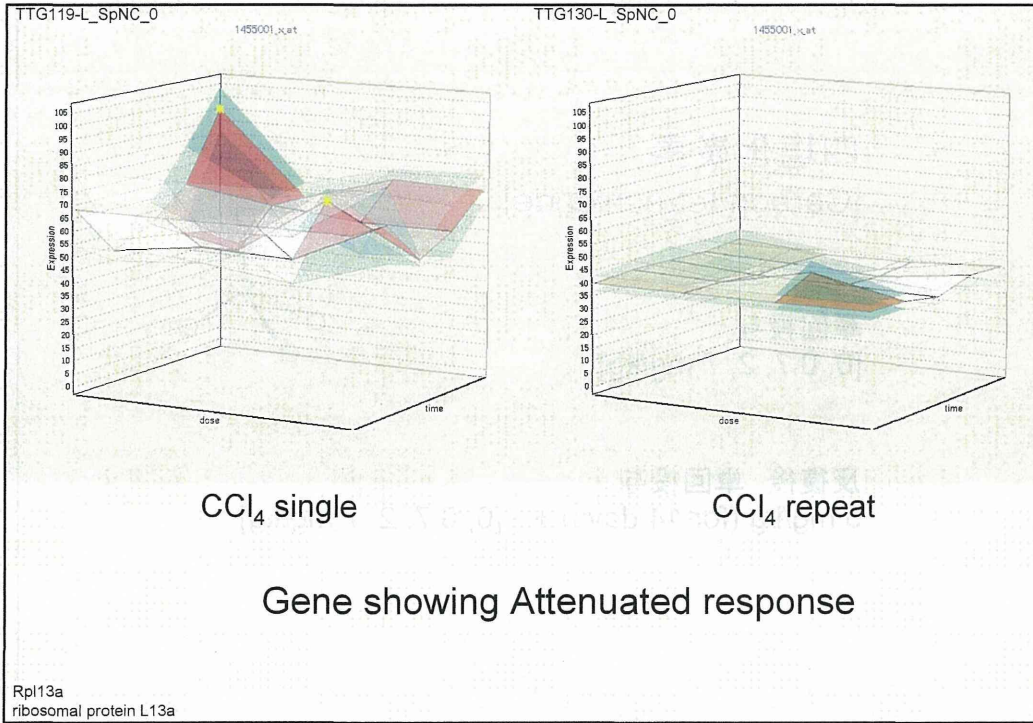 TTG119-L_SpNC_0
1455001_x_at
105
100
95
90
85
80
75
70
65
60
55
50
45
40
35
30
25
20
15
10
5
0
Expression
dose
time
TTG130-L_SpNC_0
1455001_x_at
105
100
95
90
85
80
75
70
65
60
55
50
45
40
35
30
25
20
15
10
5
0
Expression
dose
time
CCl₄ single
CCl₄ repeat
Gene showing Attenuated response
Rpl13a
ribosomal protein L13a